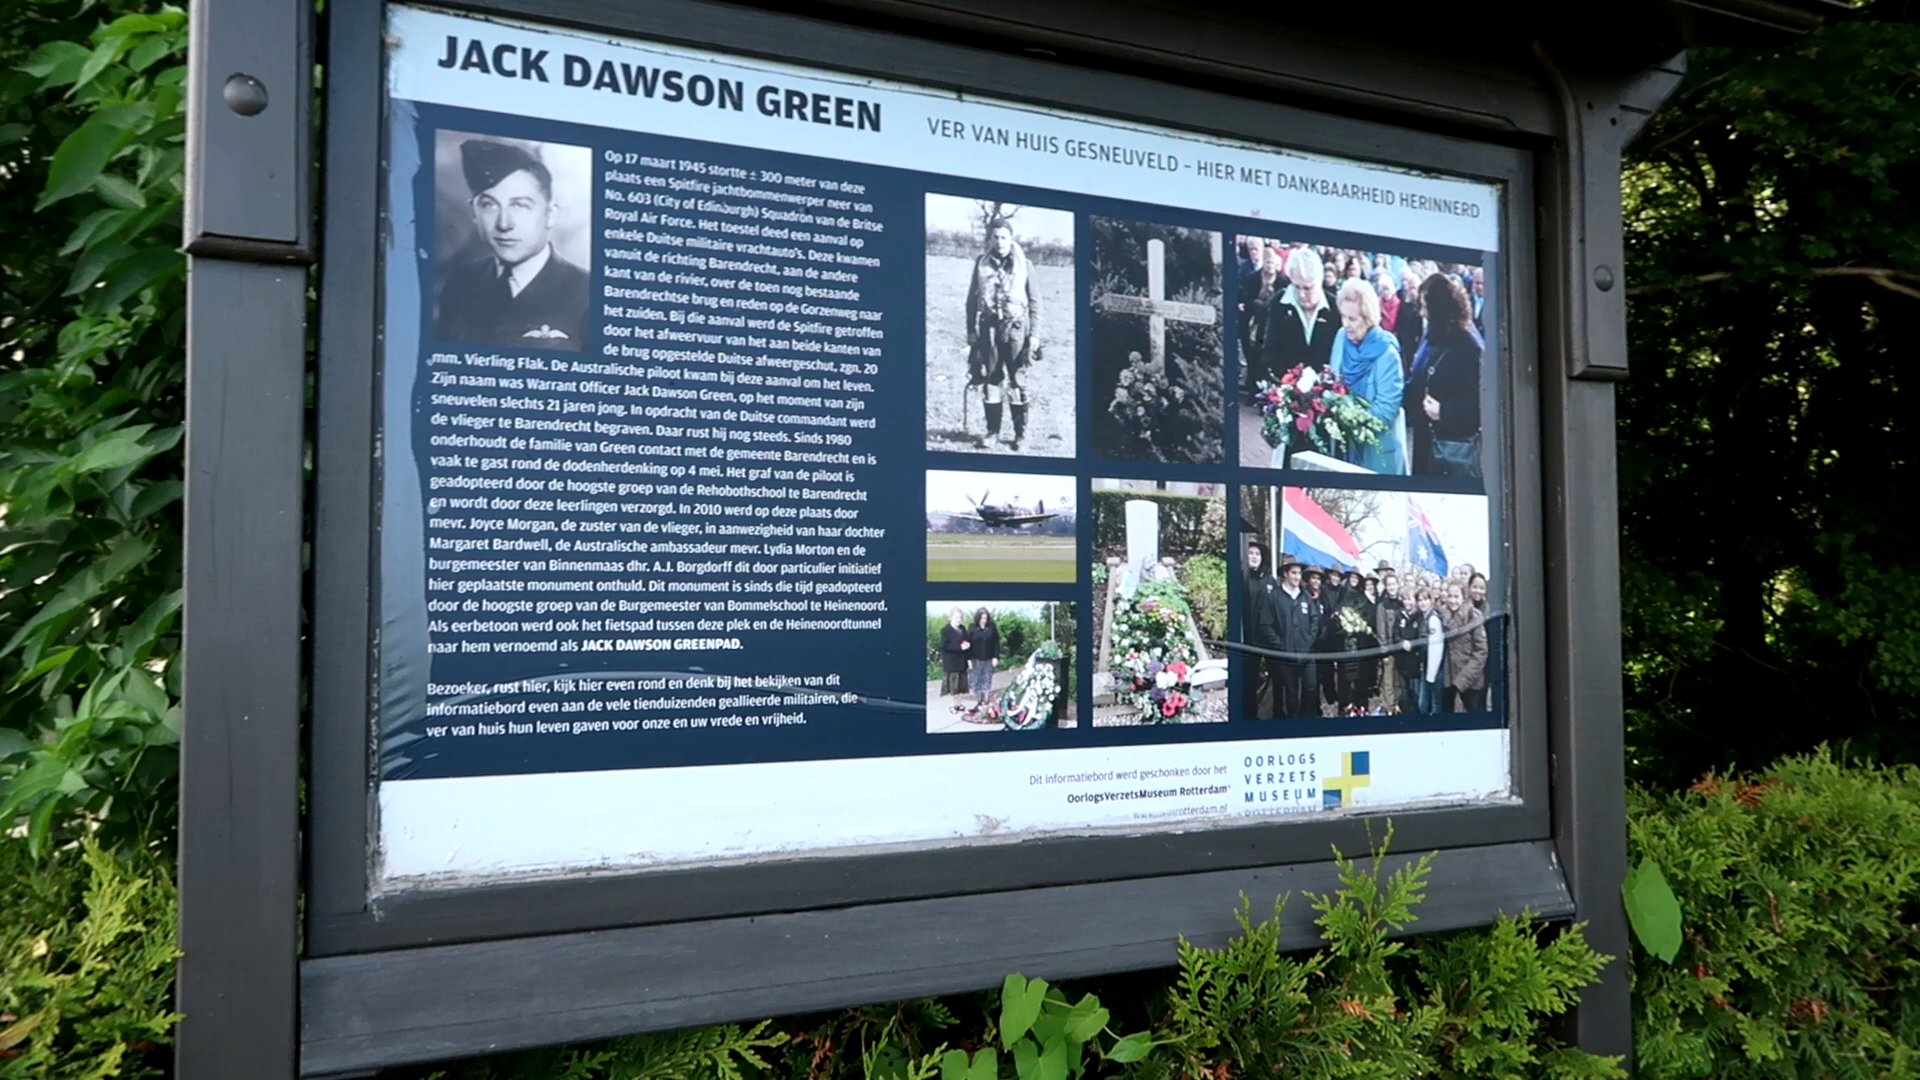 JACK DAWSON GREEN
VER VAN HUIS GESNEUVELD – HIER MET DANKBAARHEID HERINNERD
Op 17 maart 1945 stortte ± 300 meter van deze
plaats een Spitfire jachtbommenwerper neer van
No. 603 (City of Edinburgh) Squadron van de Britse
Royal Air Force. Het toestel deed een aanval op
enkele Duitse militaire vrachtauto's. Deze kwamen
vanuit de richting Barendrecht, aan de andere
kant van de rivier, over de toen nog bestaande
Barendrechtse brug en reden op de Gorzenweg naar
het zuiden. Bij die aanval werd de Spitfire getroffen
door het afweervuur van het aan beide kanten van
de brug opgestelde Duitse afweergeschut, zgn. 20
mm. Vierling Flak. De Australische piloot kwam bij deze aanval om het leven.
Zijn naam was Warrant Officer Jack Dawson Green, op het moment van zijn
sneuvelen slechts 21 jaren jong. In opdracht van de Duitse commandant werd
de vlieger te Barendrecht begraven. Daar rust hij nog steeds. Sinds 1980
onderhoudt de familie van Green contact met de gemeente Barendrecht en is
vaak te gast rond de dodenherdenking op 4 mei. Het graf van de piloot is
geadopteerd door de hoogste groep van de Rehobothschool te Barendrecht
en wordt door deze leerlingen verzorgd. In 2010 werd op deze plaats door
mevr. Joyce Morgan, de zuster van de vlieger, in aanwezigheid van haar dochter
Margaret Bardwell, de Australische ambassadeur mevr. Lydia Morton en de
burgemeester van Binnenmaas dhr. A.J. Borgdorff dit door particulier initiatief
hier geplaatste monument onthuld. Dit monument is sinds die tijd geadopteerd
door de hoogste groep van de Burgemeester van Bommelschool te Heinenoord.
Als eerbetoon werd ook het fietspad tussen deze plek en de Heinenoordtunnel
naar hem vernoemd als JACK DAWSON GREENPAD.
Bezoeker, rust hier, kijk hier even rond en denk bij het bekijken van dit
informatiebord even aan de vele tienduizenden geallieerde militairen, die
ver van huis hun leven gaven voor onze en uw vrede en vrijheid.
Dit informatiebord werd geschonken door het
OorlogsVerzetsMuseum Rotterdam
OORLOGS
VERZETS
MUSEUM
ROTTERDAM